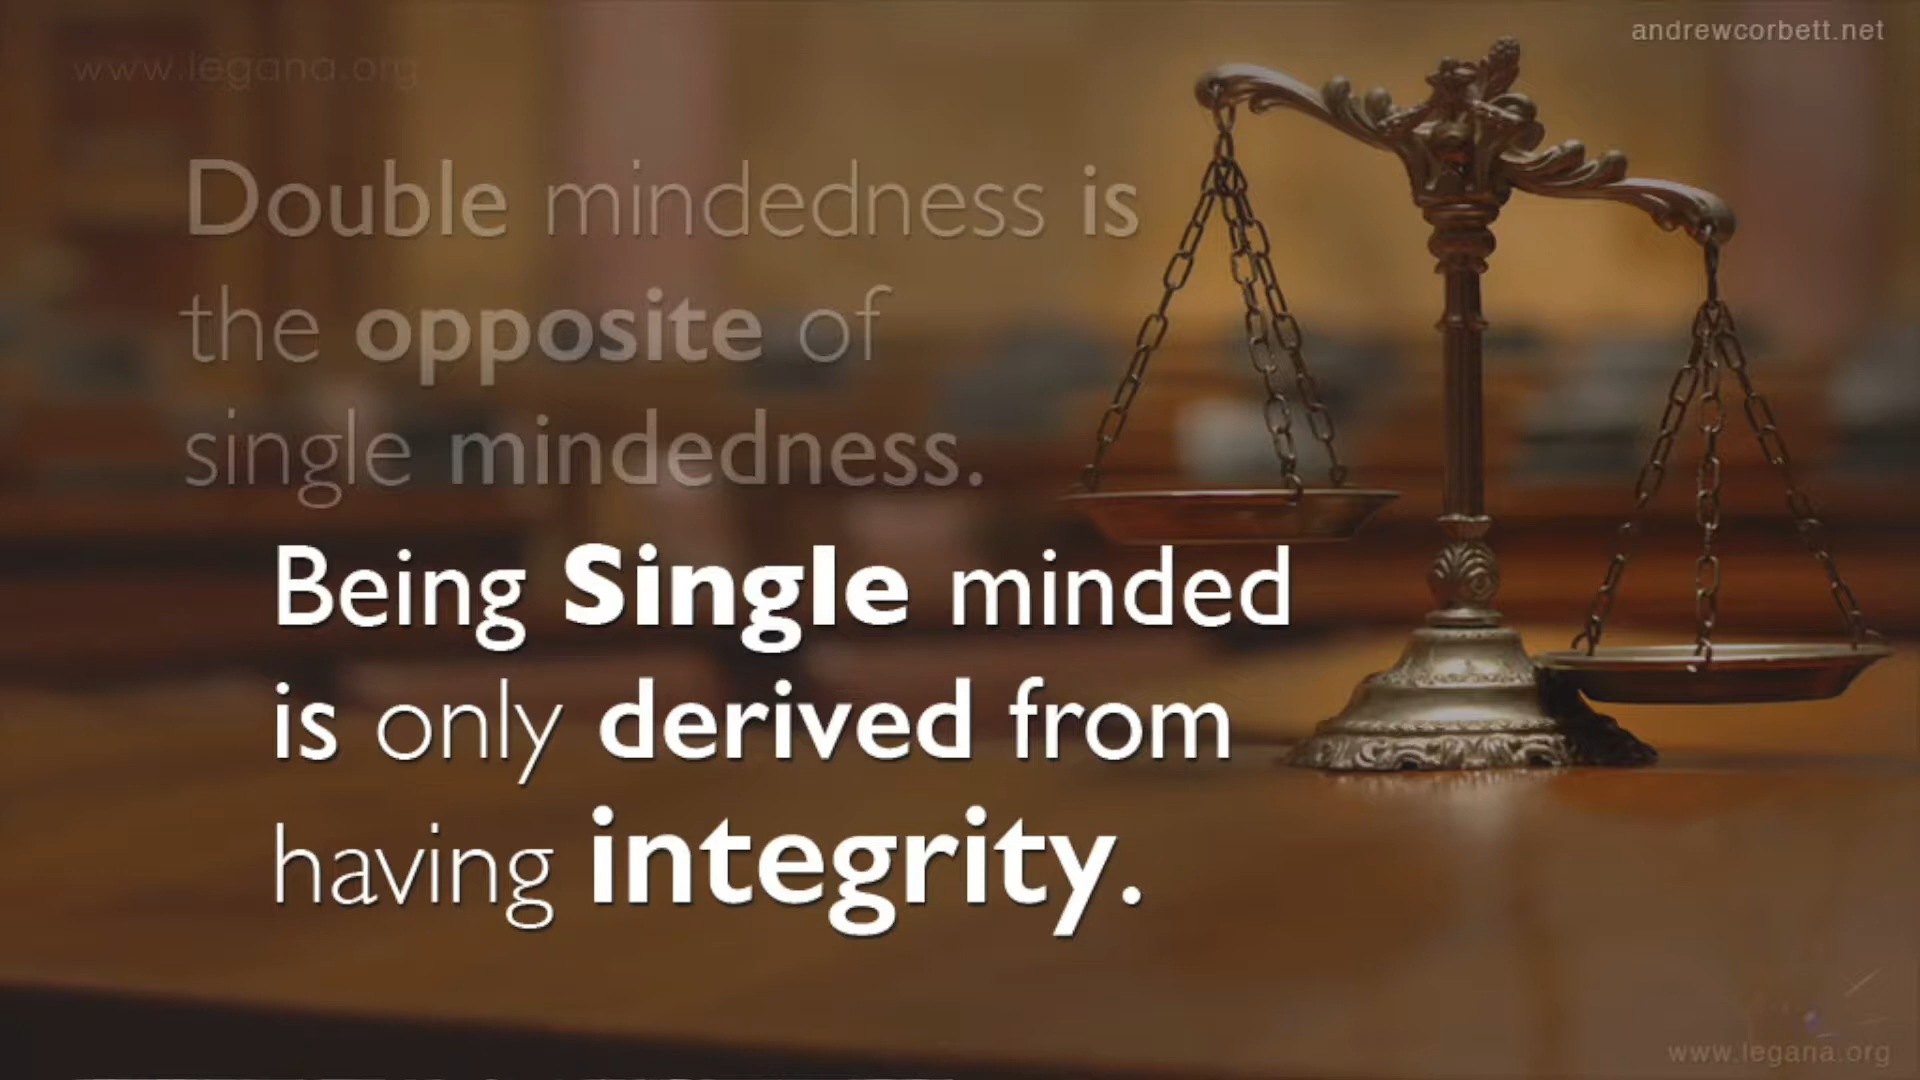 andrewcorbett.net
www.legana.org
Double mindedness is
the opposite of
single mindedness.
Being Single minded
is only derived from
having integrity.
www.legana.org